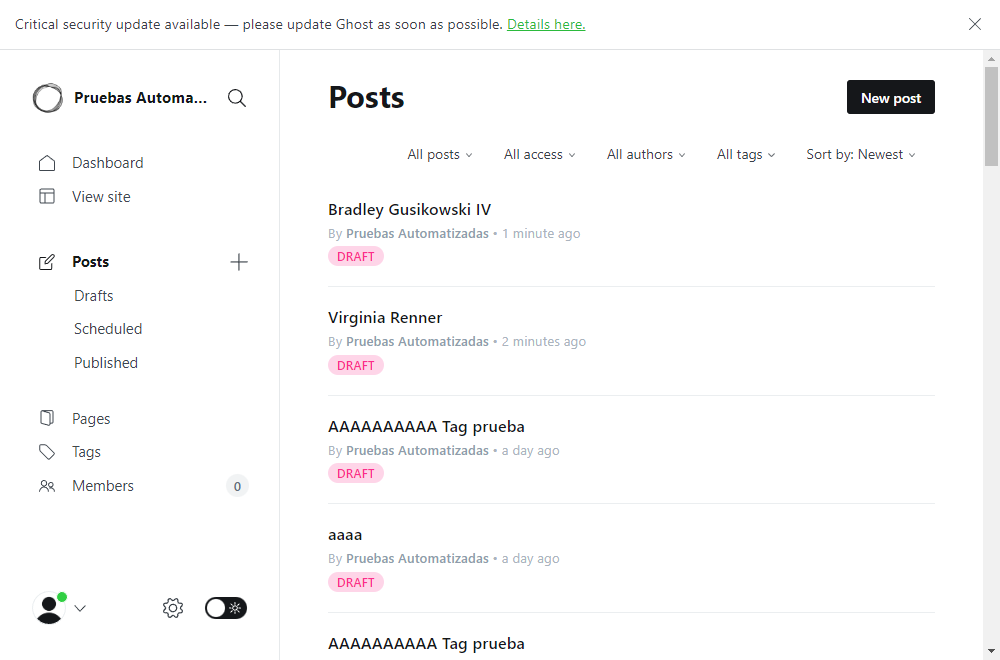 Critical security update available — please update Ghost as soon as possible. Details here.
Pruebas Automa...
Dashboard
View site
Posts
Drafts
Scheduled
Published
Pages
Tags
Members 0
Posts
New post
All posts
All access
All authors
All tags
Sort by: Newest
Bradley Gusikowski IV
By Pruebas Automatizadas • 1 minute ago
DRAFT
Virginia Renner
By Pruebas Automatizadas • 2 minutes ago
DRAFT
AAAAAAAAAA Tag prueba
By Pruebas Automatizadas • a day ago
DRAFT
aaaa
By Pruebas Automatizadas • a day ago
DRAFT
AAAAAAAAAA Tag prueba